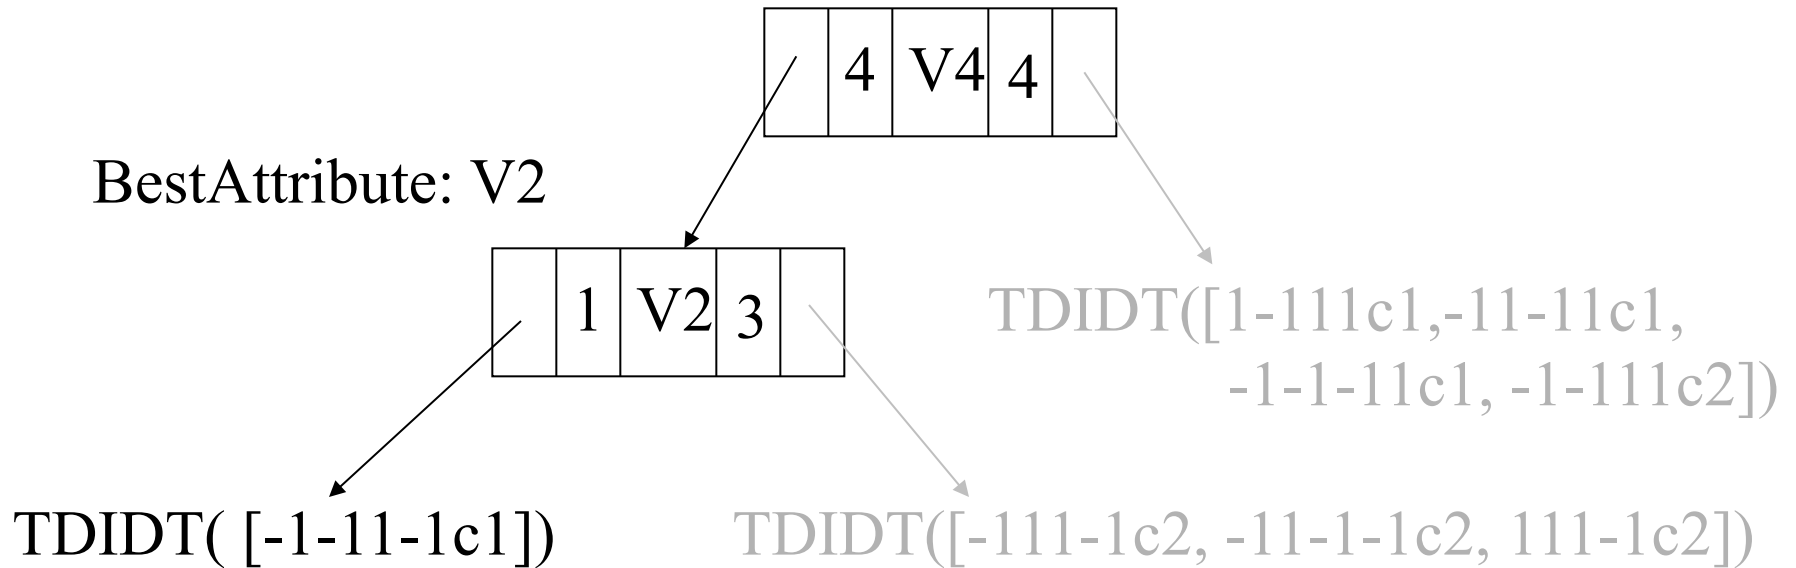 4 V4 4
BestAttribute: V2
1 V2 3
TDIDT([1-111c1,-11-11c1,
-1-1-11c1, -1-111c2])
TDIDT( [-1-11-1c1])
TDIDT([-111-1c2, -11-1-1c2, 111-1c2])